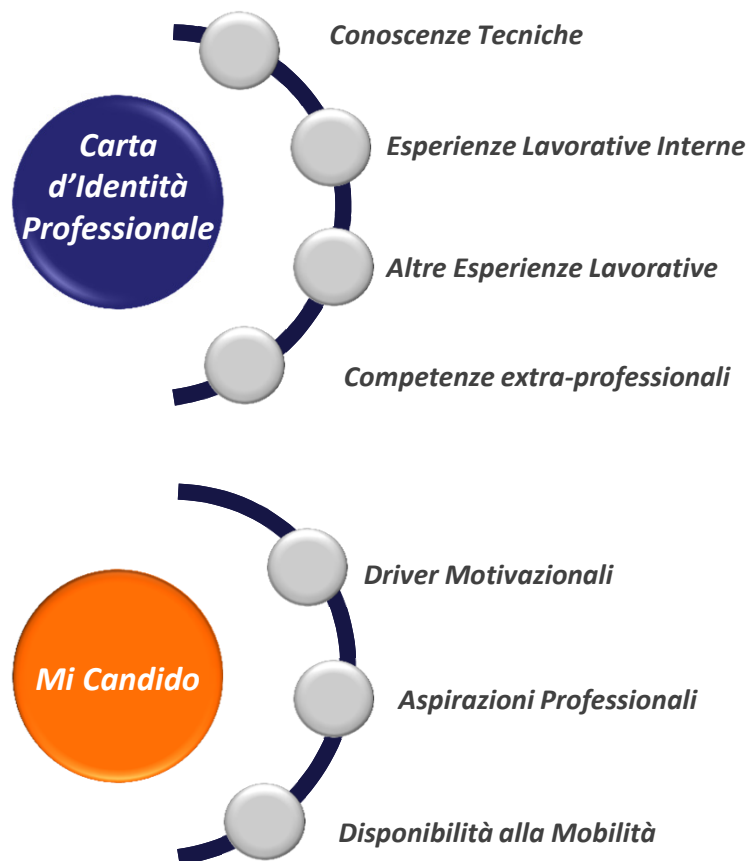 Conoscenze Tecniche
Carta
d’Identità
Professionale
Esperienze Lavorative Interne
Altre Esperienze Lavorative
Competenze extra-professionali
Mi Candido
Driver Motivazionali
Aspirazioni Professionali
Disponibilità alla Mobilità